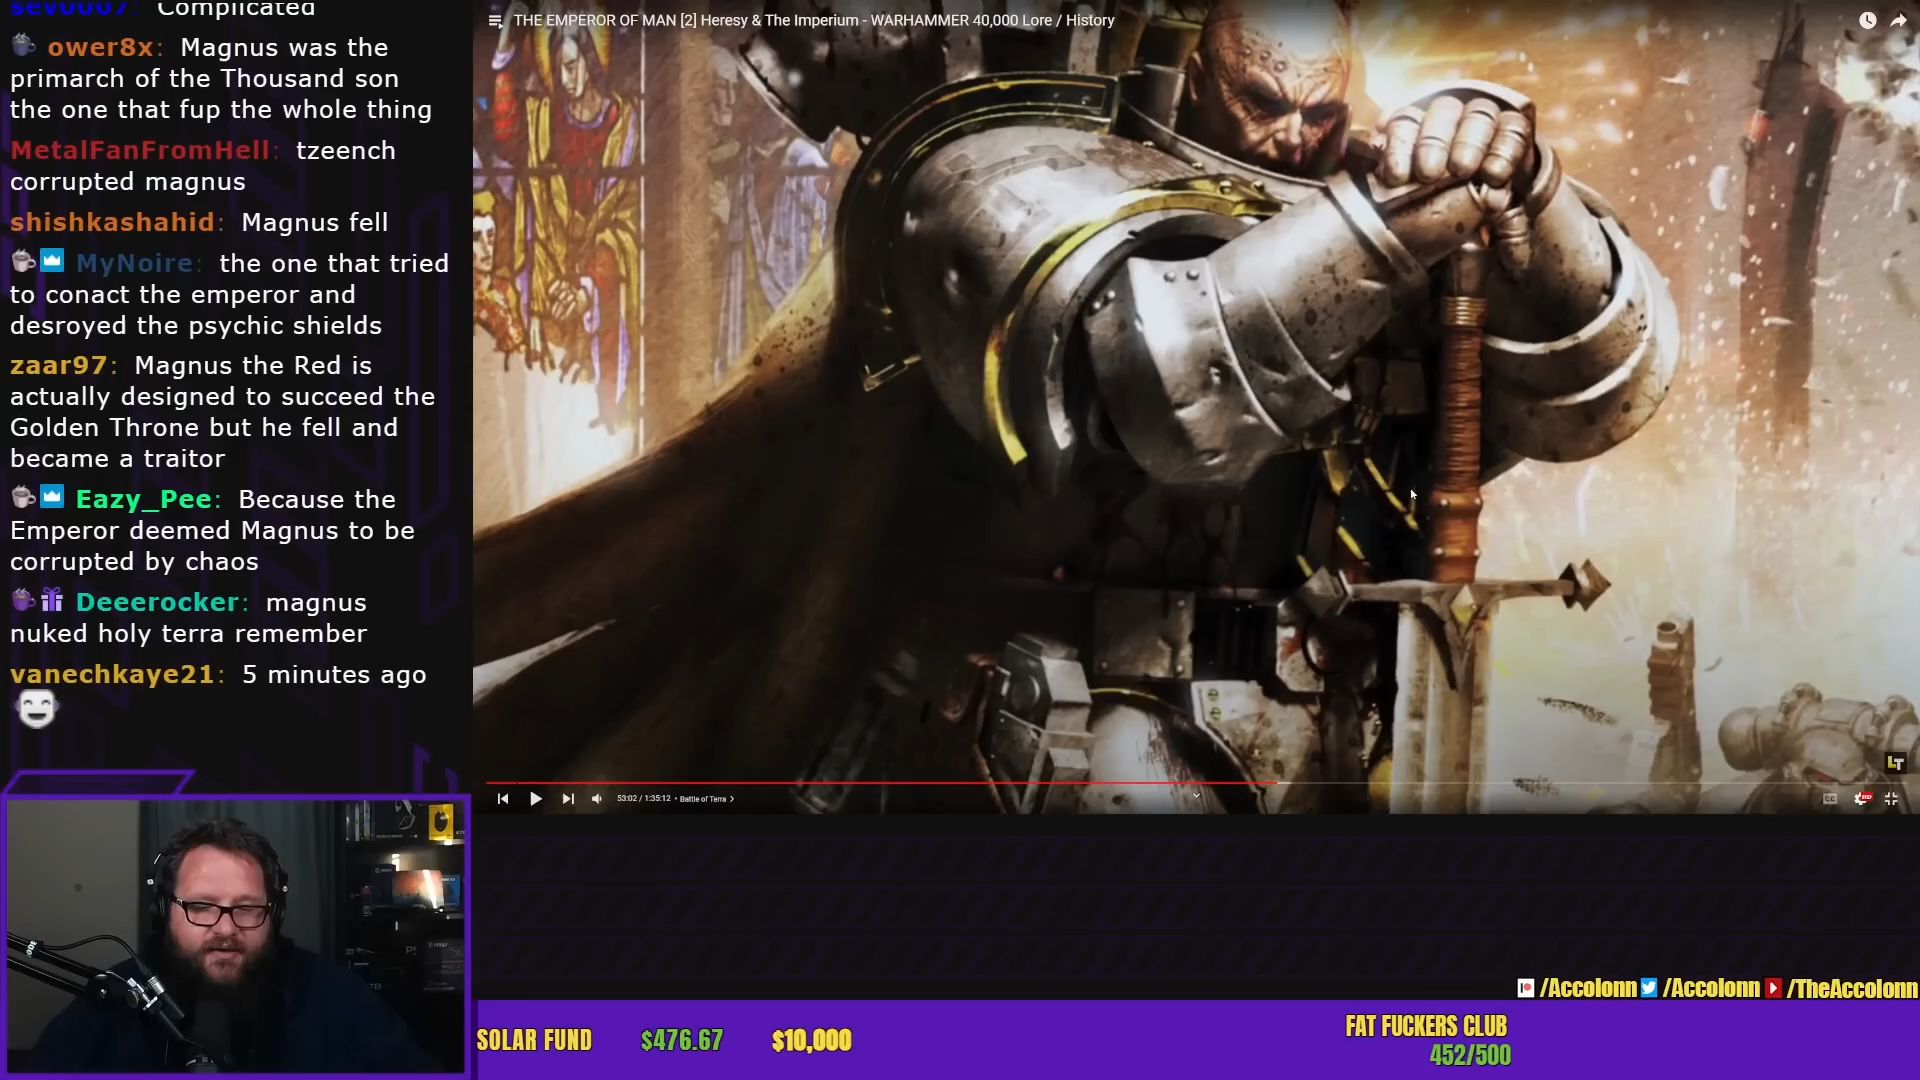 sev0007: Complicated
ower8x: Magnus was the
primarch of the Thousand son
the one that fup the whole thing
MetalFanFromHell: tzeench
corrupted magnus
shishkashahid: Magnus fell
MyNoire: the one that tried
to conact the emperor and
desroyed the psychic shields
zaar97: Magnus the Red is
actually designed to succeed the
Golden Throne but he fell and
became a traitor
Eazy_Pee: Because the
Emperor deemed Magnus to be
corrupted by chaos
Deeerocker: magnus
nuked holy terra remember
vanechkaye21: 5 minutes ago
THE EMPEROR OF MAN [2] Heresy & The Imperium - WARHAMMER 40,000 Lore / History
LT
53:02 / 1:35:12 • Battle of Terra >
CC
HD
/Accolonn /Accolonn /TheAccolonn
SOLAR FUND $476.67 $10,000
FAT FUCKERS CLUB
452/500